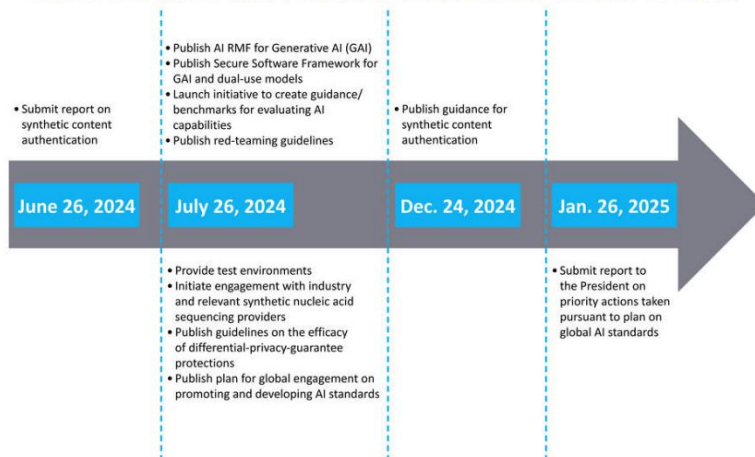 • Publish AI RMF for Generative AI (GAI)
• Publish Secure Software Framework for
GAI and dual-use models
• Launch initiative to create guidance/
benchmarks for evaluating AI
capabilities
• Publish red-teaming guidelines
• Submit report on
synthetic content
authentication
• Publish guidance for
synthetic content
authentication
June 26, 2024
July 26, 2024
Dec. 24, 2024
Jan. 26, 2025
• Provide test environments
• Initiate engagement with industry
and relevant synthetic nucleic acid
sequencing providers
• Publish guidelines on the efficacy
of differential-privacy-guarantee
protections
• Publish plan for global engagement on
promoting and developing AI standards
• Submit report to
the President on
priority actions taken
pursuant to plan on
global AI standards